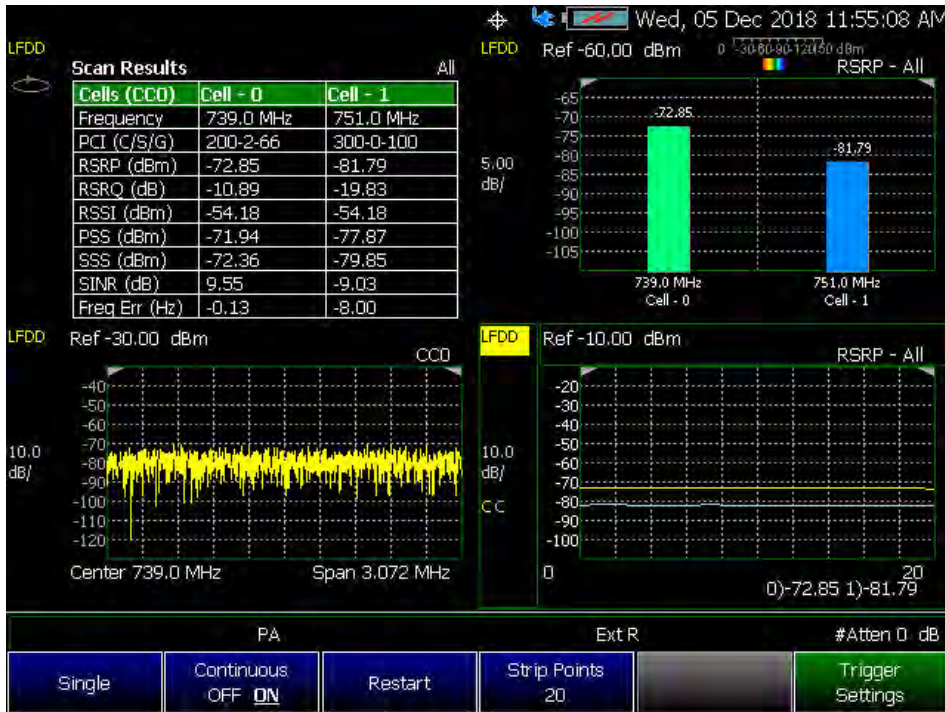 Wed, 05 Dec 2018 11:55:08 AM
LFDD
Scan Results All
Cells (CC0) Cell - 0 Cell - 1
Frequency 739.0 MHz 751.0 MHz
PCI (C/S/G) 200-2-66 300-0-100
RSRP (dBm) -72.85 -81.79
RSRQ (dB) -10.89 -19.83
RSSI (dBm) -54.18 -54.18
PSS (dBm) -71.94 -77.87
SSS (dBm) -72.36 -79.85
SINR (dB) 9.55 -9.03
Freq Err (Hz) -0.13 -8.00
LFDD Ref -60.00 dBm
RSRP - All
-65
-70
-75
-80
-85
-90
-95
-100
-105
5.00
dB/
-72.85
-81.79
739.0 MHz 751.0 MHz
Cell - 0 Cell - 1
LFDD Ref -30.00 dBm
CC0
-40
-50
-60
-70
-80
-90
-100
-110
-120
10.0
dB/
Center 739.0 MHz Span 3.072 MHz
LFDD Ref -10.00 dBm
RSRP - All
-20
-30
-40
-50
-60
-70
-80
-90
-100
10.0
dB/
CC
0 20
0)-72.85 1)-81.79
PA Ext R #Atten 0 dB
Single
Continuous
OFF ON
Restart
Strip Points
20
Trigger
Settings